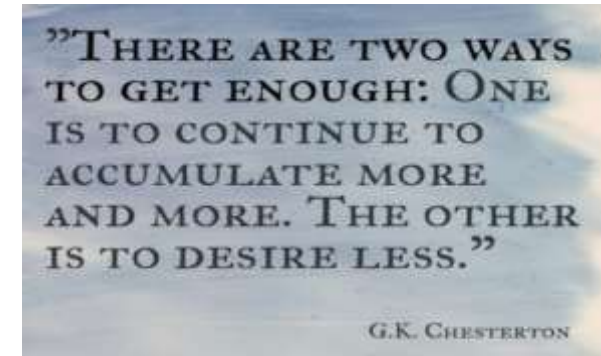 ”There are two ways
to get enough: One
is to continue to
accumulate more
and more. The other
is to desire less.”
G.K. Chesterton